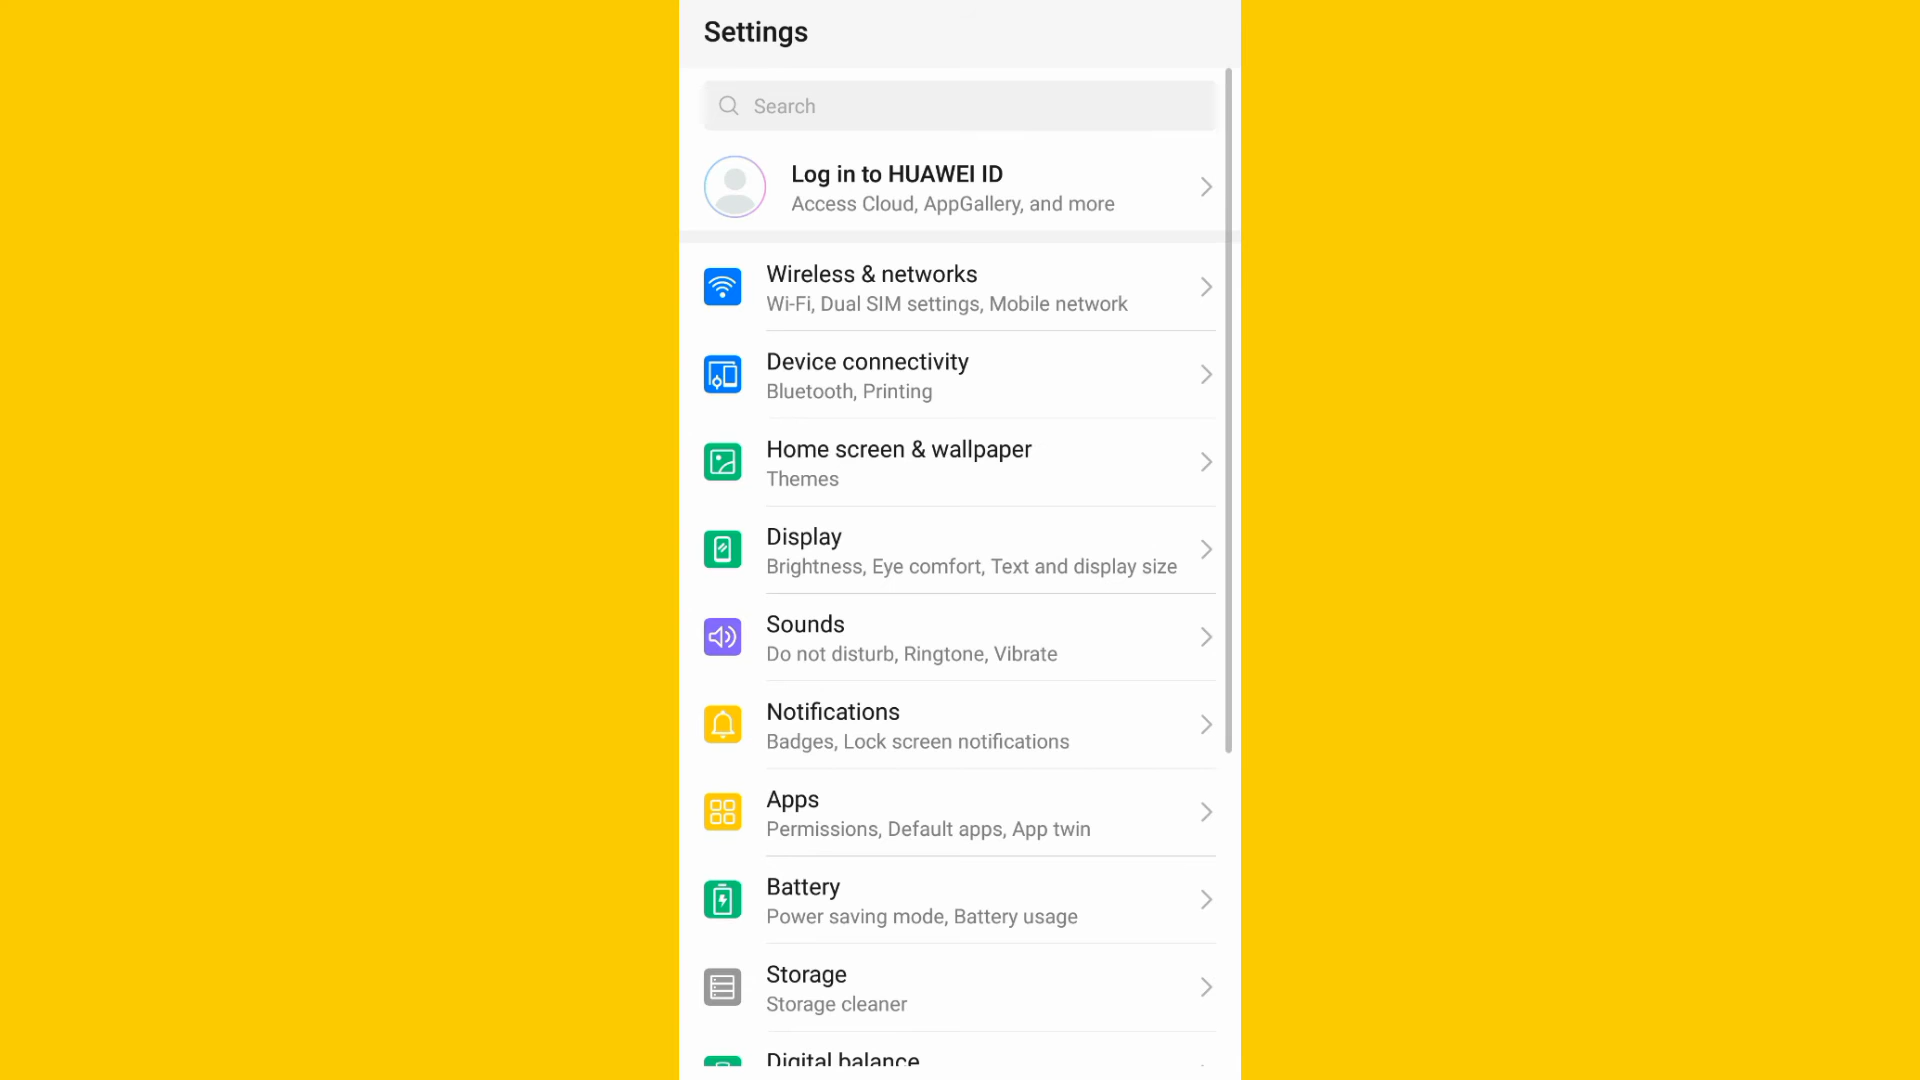 Settings
Search
Log in to HUAWEI ID
Access Cloud, AppGallery, and more
Wireless & networks
Wi-Fi, Dual SIM settings, Mobile network
Device connectivity
Bluetooth, Printing
Home screen & wallpaper
Themes
Display
Brightness, Eye comfort, Text and display size
Sounds
Do not disturb, Ringtone, Vibrate
Notifications
Badges, Lock screen notifications
Apps
Permissions, Default apps, App twin
Battery
Power saving mode, Battery usage
Storage
Storage cleaner
Digital balance